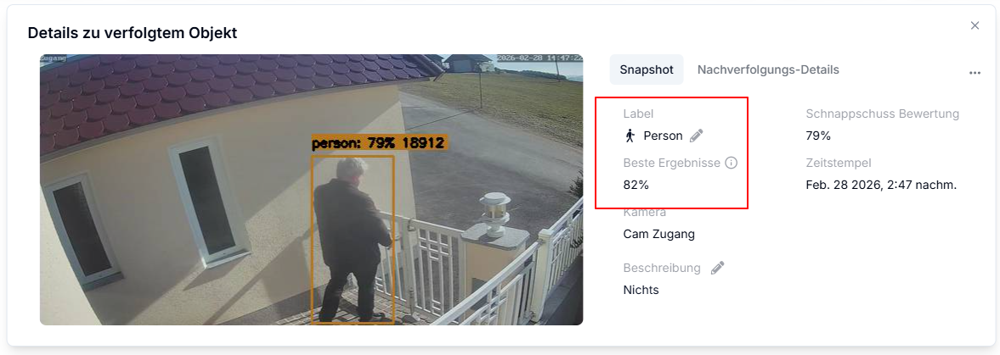 Details zu verfolgtem Objekt
Zugang
2026-02-28 14:47:22
person: 79% 18912
Snapshot
Nachverfolgungs-Details
Label
Person
Beste Ergebnisse
82%
Kamera
Cam Zugang
Beschreibung
Nichts
Schnappschuss Bewertung
79%
Zeitstempel
Feb. 28 2026, 2:47 nachm.